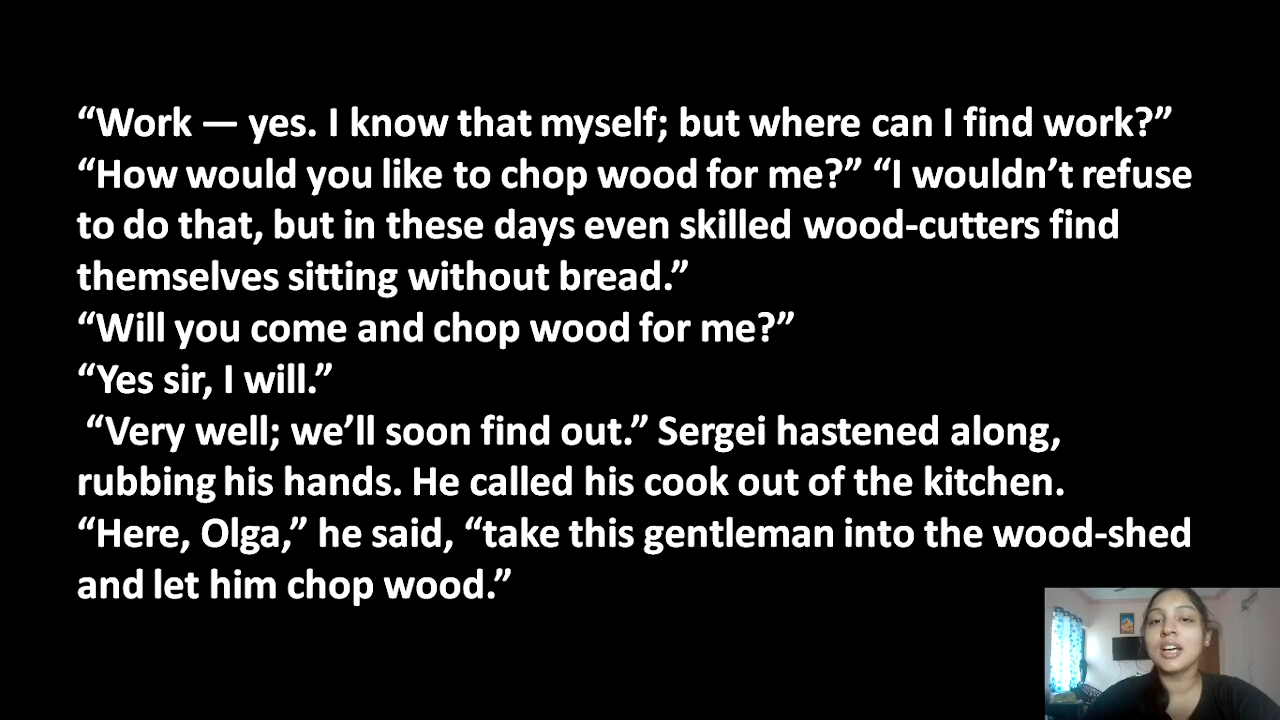 “Work — yes. I know that myself; but where can I find work?”
“How would you like to chop wood for me?” “I wouldn’t refuse
to do that, but in these days even skilled wood-cutters find
themselves sitting without bread.”
“Will you come and chop wood for me?”
“Yes sir, I will.”
“Very well; we’ll soon find out.” Sergei hastened along,
rubbing his hands. He called his cook out of the kitchen.
“Here, Olga,” he said, “take this gentleman into the wood-shed
and let him chop wood.”